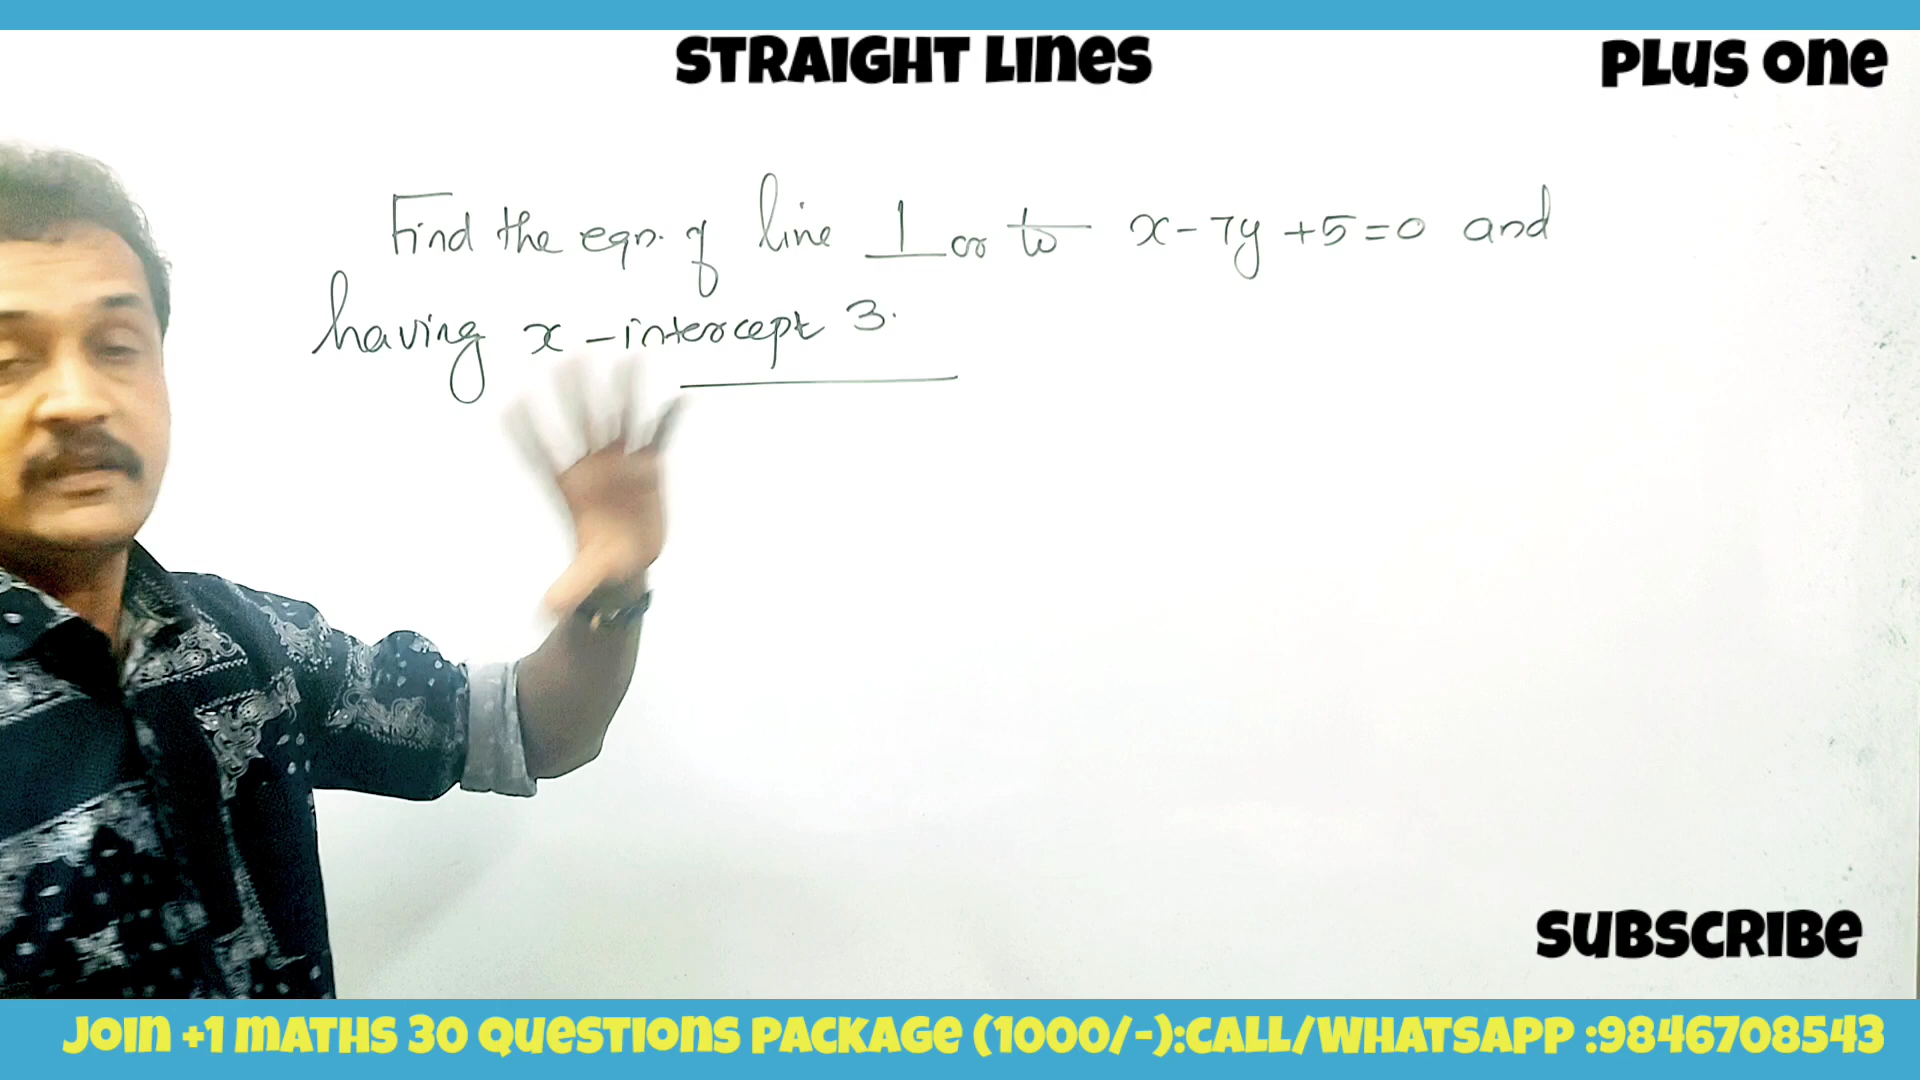 STRAIGHT LINES
PLUS ONE
Find the eqn. of line ⊥or to x - 7y + 5 = 0 and
having x - intercept 3.
SUBSCRIBE
JOIN +1 MATHS 30 QUESTIONS PACKAGE (1000/-):CALL/WHATSAPP :9846708543